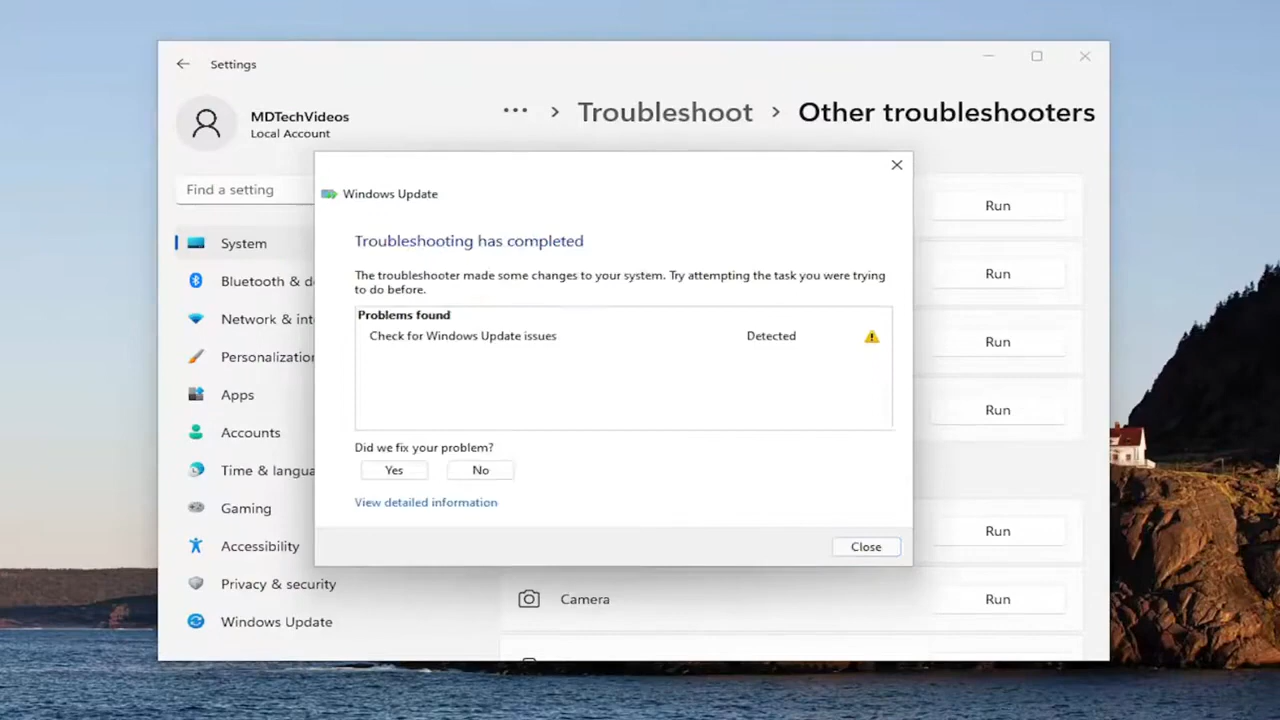 Settings
MDTechVideos
Local Account
... > Troubleshoot > Other troubleshooters
Find a setting
System
Bluetooth & d
Network & int
Personalization
Apps
Accounts
Time & langua
Gaming
Accessibility
Privacy & security
Windows Update
Windows Update
Troubleshooting has completed
The troubleshooter made some changes to your system. Try attempting the task you were trying
to do before.
Problems found
Check for Windows Update issues Detected
Did we fix your problem?
Yes No
View detailed information
Close
Run
Run
Run
Run
Run
Camera Run